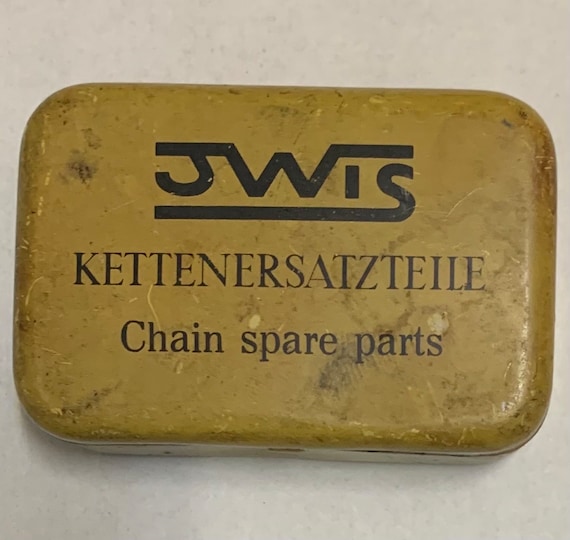 JWIS
KETTENERSATZTEILE
Chain spare parts